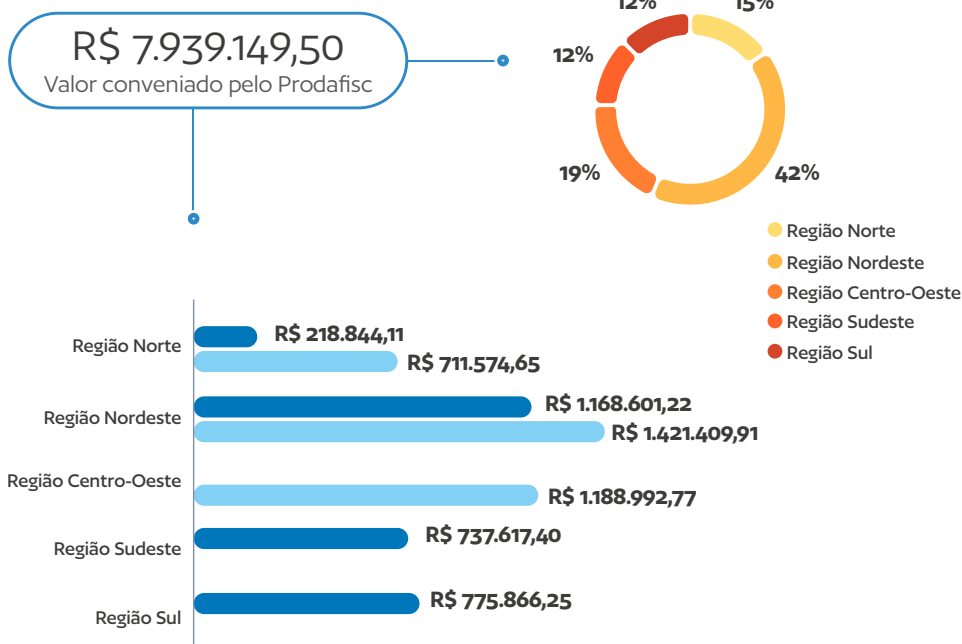 12%
15%
R$ 7.939.149,50
Valor conveniado pelo Prodafisc
12%
19%
42%
Região Norte
Região Nordeste
Região Centro-Oeste
Região Sudeste
Região Sul
Região Norte
R$ 218.844,11
R$ 711.574,65
Região Nordeste
R$ 1.168.601,22
R$ 1.421.409,91
Região Centro-Oeste
R$ 1.188.992,77
Região Sudeste
R$ 737.617,40
Região Sul
R$ 775.866,25